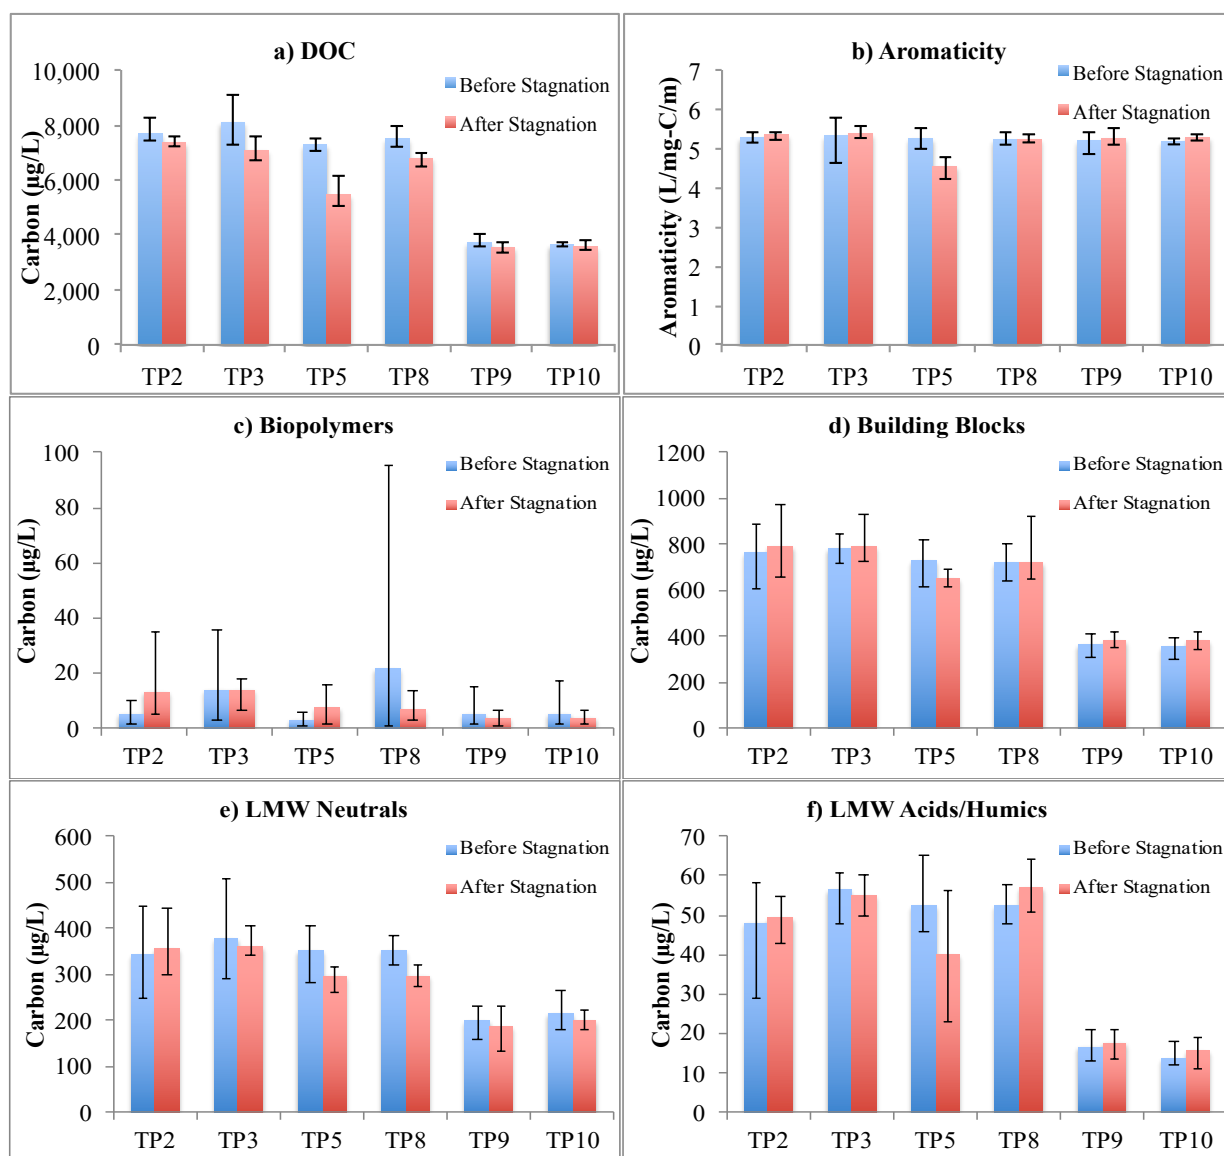 a) DOC
Carbon (µg/L)
10,000
8,000
6,000
4,000
2,000
0
Before Stagnation
After Stagnation
TP2 TP3 TP5 TP8 TP9 TP10
b) Aromaticity
Aromaticity (L/mg-C/m)
7
6
5
4
3
2
1
0
Before Stagnation
After Stagnation
TP2 TP3 TP5 TP8 TP9 TP10
c) Biopolymers
Carbon (µg/L)
100
80
60
40
20
0
Before Stagnation
After Stagnation
TP2 TP3 TP5 TP8 TP9 TP10
d) Building Blocks
Carbon (µg/L)
1200
1000
800
600
400
200
0
Before Stagnation
After Stagnation
TP2 TP3 TP5 TP8 TP9 TP10
e) LMW Neutrals
Carbon (µg/L)
600
500
400
300
200
100
0
Before Stagnation
After Stagnation
TP2 TP3 TP5 TP8 TP9 TP10
f) LMW Acids/Humics
Carbon (µg/L)
70
60
50
40
30
20
10
0
Before Stagnation
After Stagnation
TP2 TP3 TP5 TP8 TP9 TP10